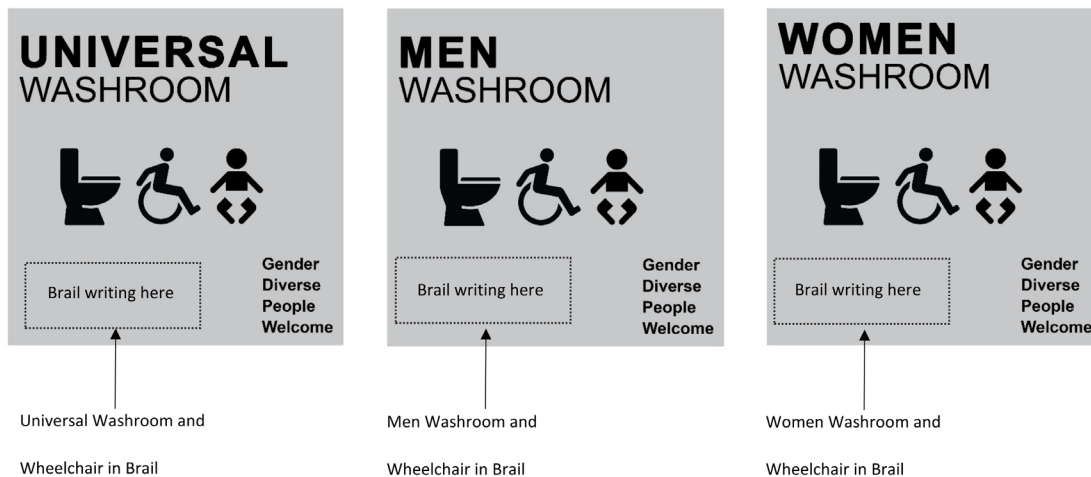 UNIVERSAL
WASHROOM
Brail writing here
Gender
Diverse
People
Welcome
Universal Washroom and
Wheelchair in Brail
MEN
WASHROOM
Brail writing here
Gender
Diverse
People
Welcome
Men Washroom and
Wheelchair in Brail
WOMEN
WASHROOM
Brail writing here
Gender
Diverse
People
Welcome
Women Washroom and
Wheelchair in Brail